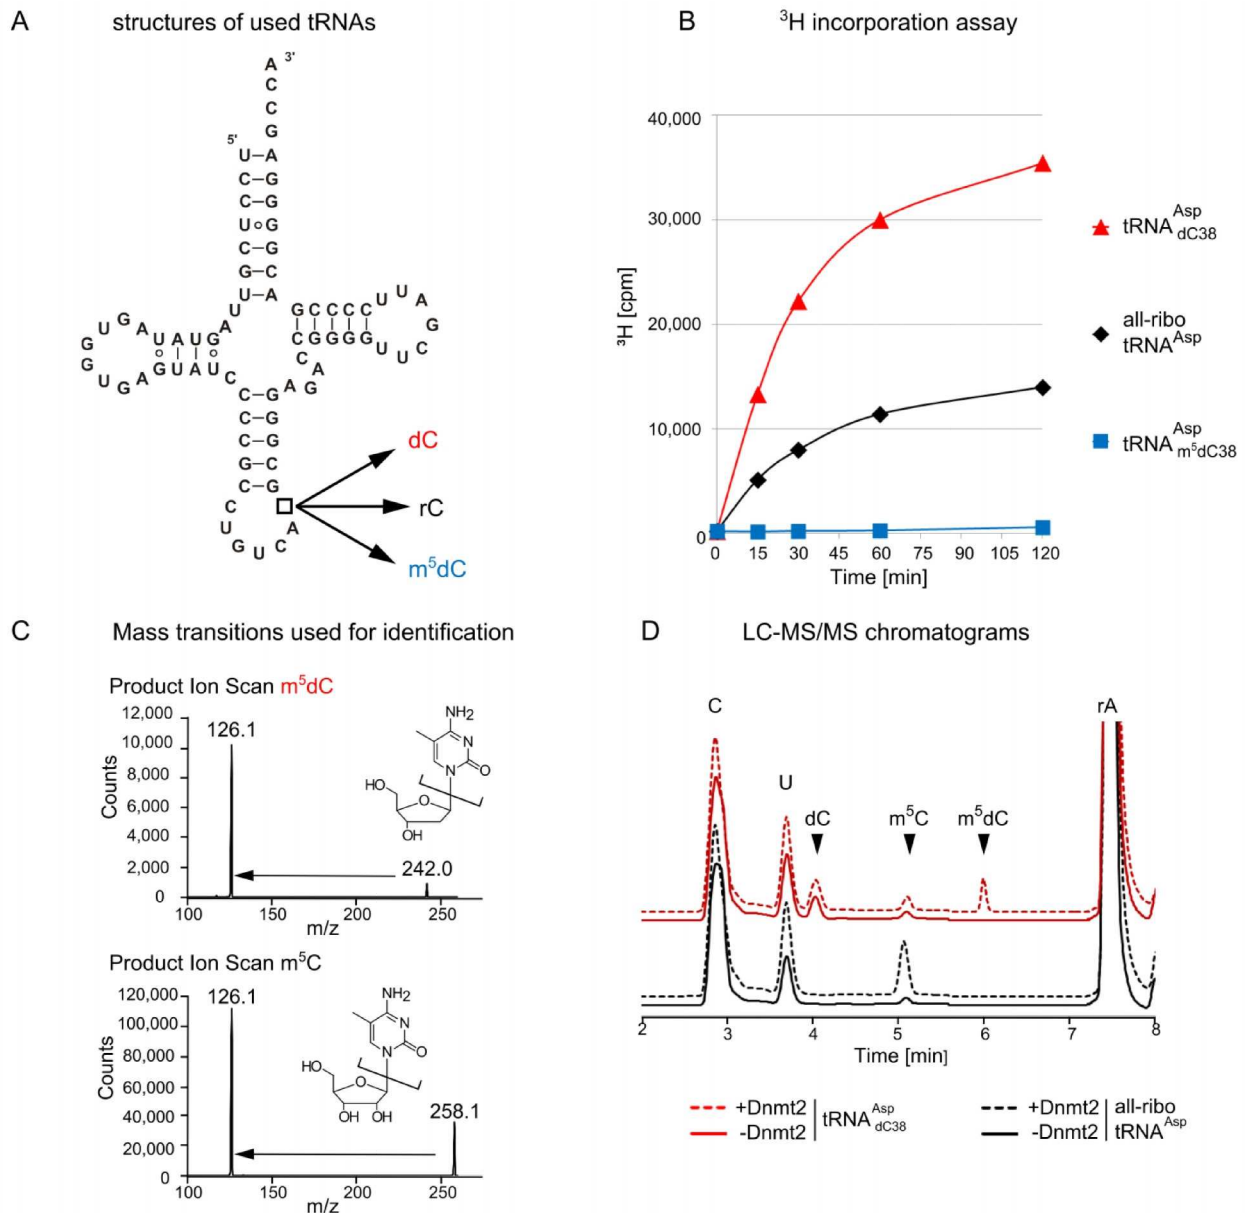 A structures of used tRNAs
A 3'
C
C
G
5'
U–A
C–G
C–G
U∘G
U–G
C–G
G–C
U–A
U
A
G C C C C U U A
G
C
U U G G G G C
C
A
G
A
G U A U A G
U
G
G
U
G
A G U A U C
C–G
C–G
C–G
G–C
C–G
C
U
G
U
C
A
dC
rC
m⁵dC
B ³H incorporation assay
40,000
30,000
20,000
10,000
0
³H [cpm]
0 15 30 45 60 75 90 105 120
Time [min]
tRNA Asp dC38
all-ribo
tRNA Asp
tRNA Asp m⁵dC38
C Mass transitions used for identification
Product Ion Scan m⁵dC
12,000
10,000
8,000
6,000
4,000
2,000
0
Counts
126.1
242.0
NH₂
N
N
O
HO
O
OH
100 150 200 250
m/z
Product Ion Scan m⁵C
120,000
100,000
80,000
60,000
40,000
20,000
0
Counts
126.1
258.1
NH₂
N
N
O
HO
O
OH OH
100 150 200 250
m/z
D LC-MS/MS chromatograms
C
U
dC
m⁵C
m⁵dC
rA
2 3 4 5 6 7 8
Time [min]
+Dnmt2
-Dnmt2
tRNA Asp dC38
+Dnmt2
-Dnmt2
all-ribo
tRNA Asp